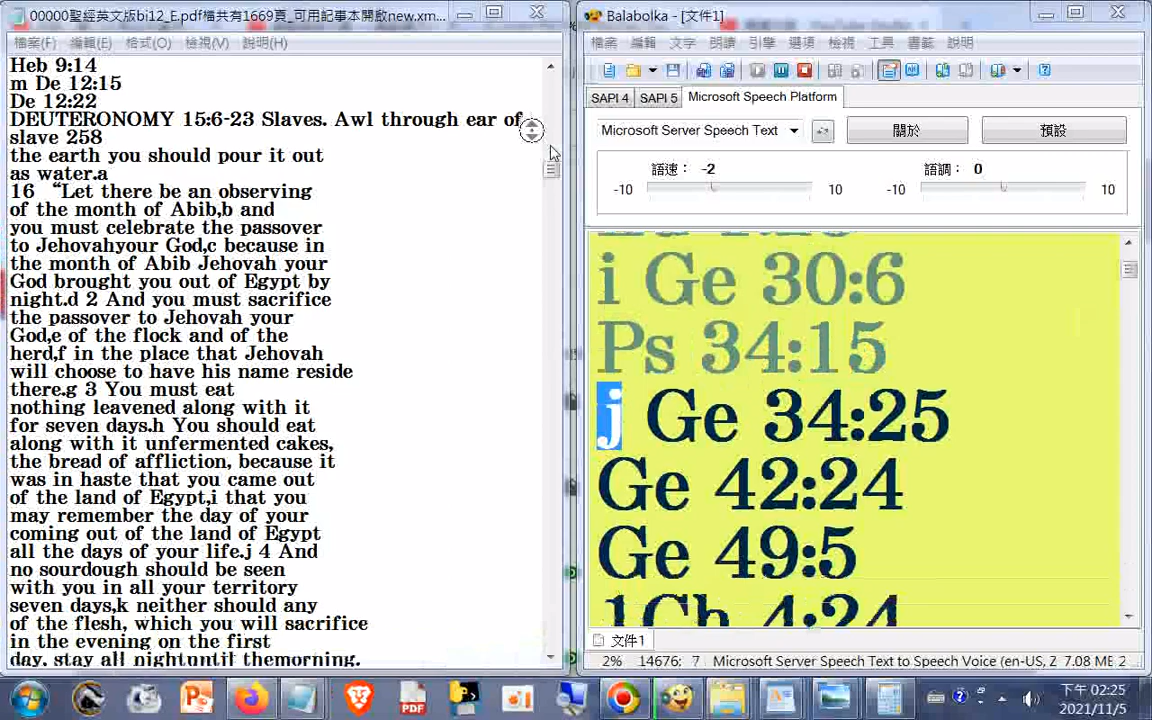 00000聖經英文版bi12_E.pdf檔共有1669頁_可用記事本開啟new.xm...
檔案(F) 編輯(E) 格式(O) 檢視(V) 說明(H)
Heb 9:14
m De 12:15
De 12:22
DEUTERONOMY 15:6-23 Slaves. Awl through ear of
slave 258
the earth you should pour it out
as water.a
16 “Let there be an observing
of the month of Abib,b and
you must celebrate the passover
to Jehovahyour God,c because in
the month of Abib Jehovah your
God brought you out of Egypt by
night.d 2 And you must sacrifice
the passover to Jehovah your
God,e of the flock and of the
herd,f in the place that Jehovah
will choose to have his name reside
there.g 3 You must eat
nothing leavened along with it
for seven days.h You should eat
along with it unfermented cakes,
the bread of affliction, because it
was in haste that you came out
of the land of Egypt,i that you
may remember the day of your
coming out of the land of Egypt
all the days of your life.j 4 And
no sourdough should be seen
with you in all your territory
seven days,k neither should any
of the flesh, which you will sacrifice
in the evening on the first
day, stay all nightuntil themorning.
Balabolka - [文件1]
檔案 編輯 文字 朗讀 引擎 選項 檢視 工具 書籤 說明
SAPI 4 SAPI 5 Microsoft Speech Platform
Microsoft Server Speech Text 關於 預設
語速： -2 語調： 0
-10 10 -10 10
i Ge 30:6
Ps 34:15
j Ge 34:25
Ge 42:24
Ge 49:5
1Ch 4:24
文件1
2% 14676: 7 Microsoft Server Speech Text to Speech Voice (en-US, Z 7.08 MB 2
PDF
下午 02:25
2021/11/5